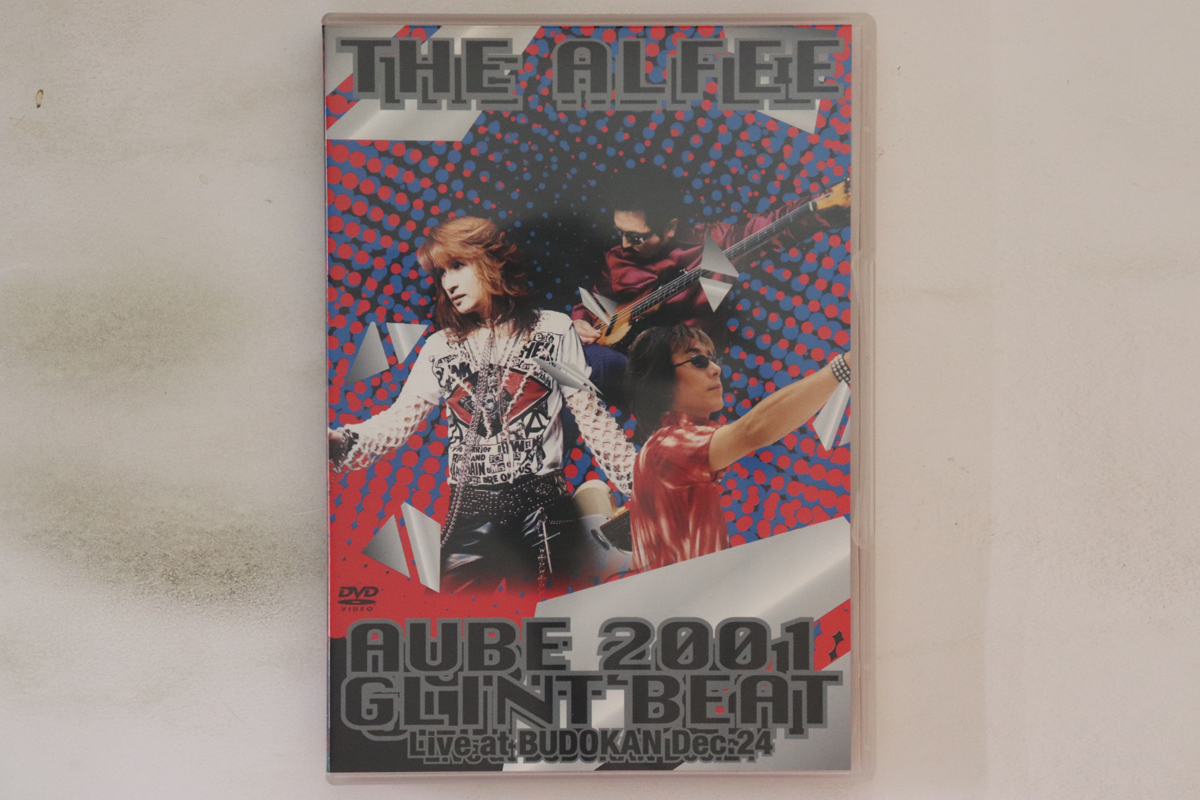 THE ALFEE
DVD
VIDEO
AUBE 2001
GLINT BEAT
Live at BUDOKAN Dec.24